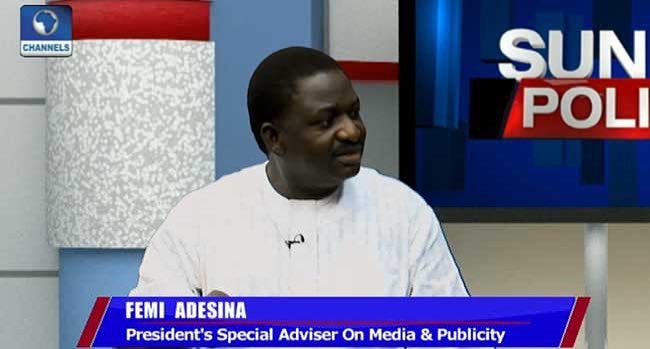 CHANNELS
SUN
POLI
FEMI ADESINA
President's Special Adviser On Media & Publicity